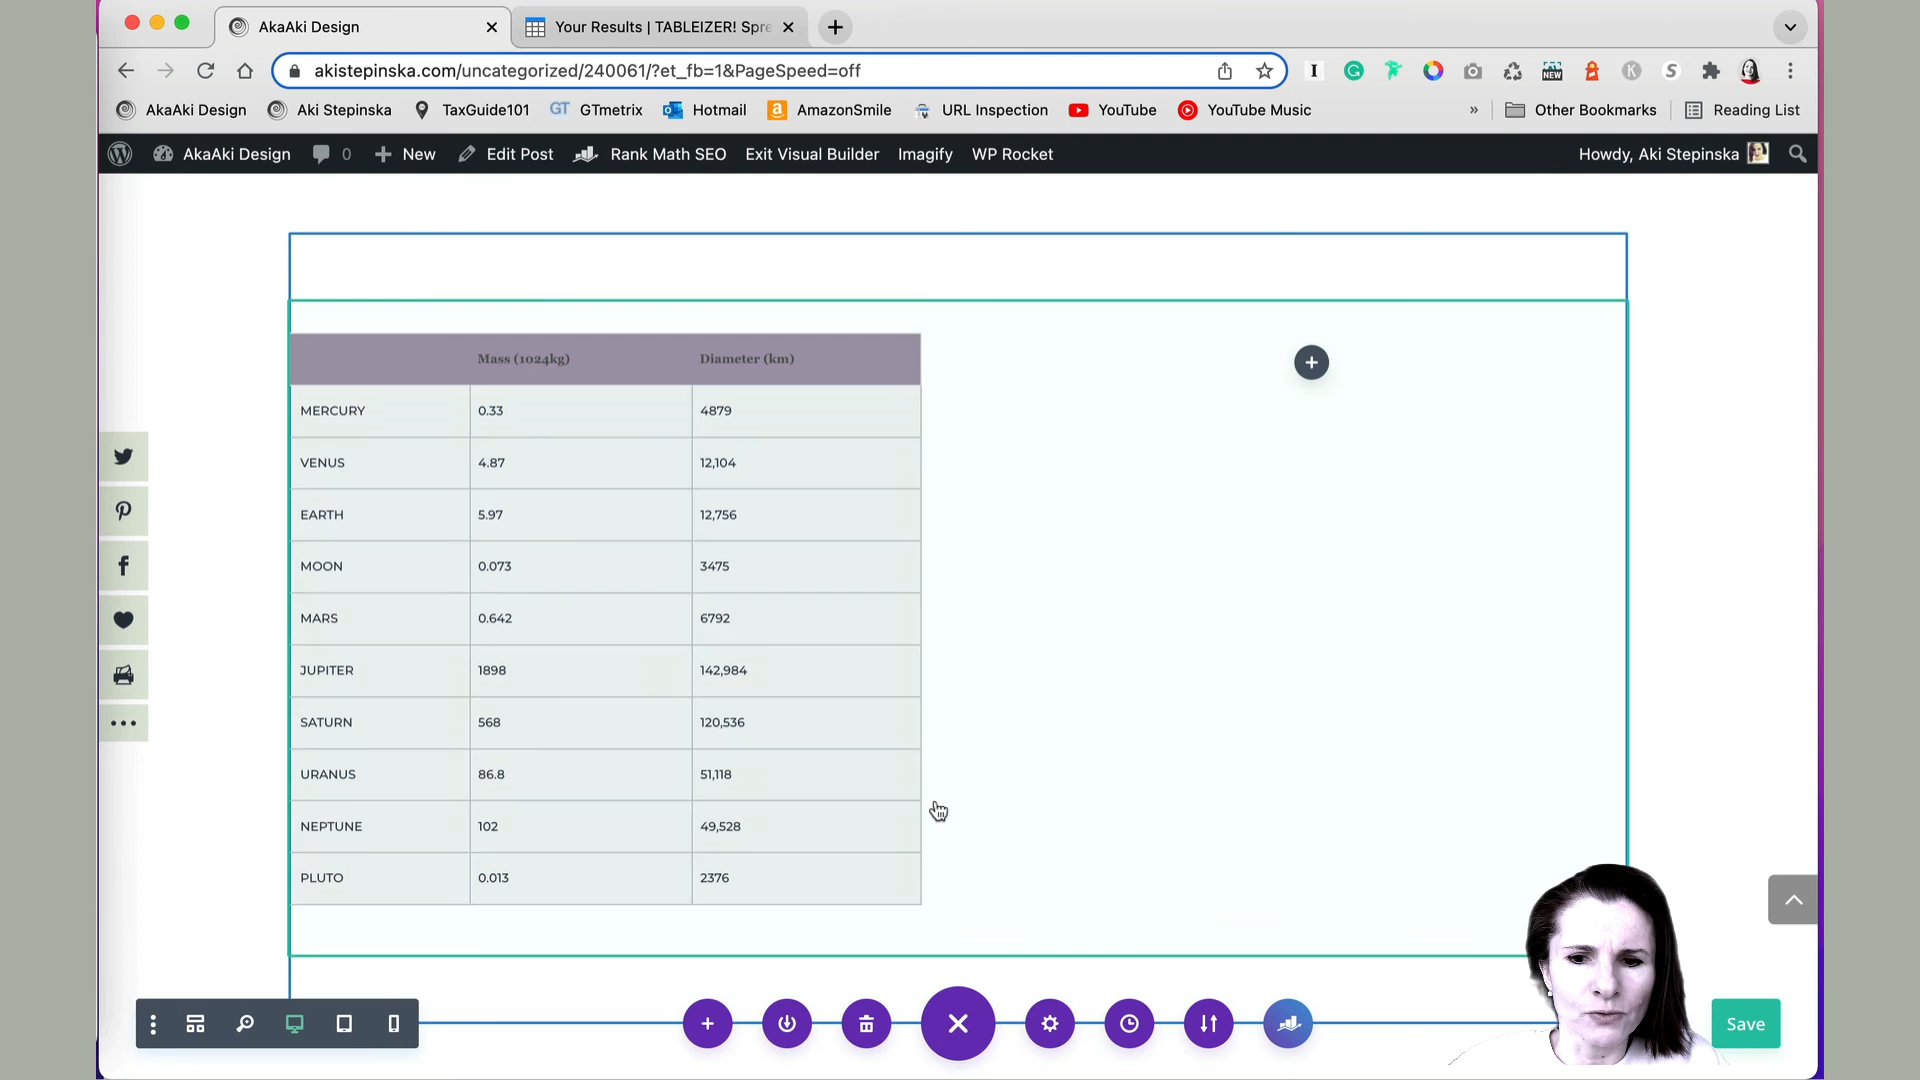 AkaAki Design
Your Results | TABLEIZER! Spre
akistepinska.com/uncategorized/240061/?et_fb=1&PageSpeed=off
AkaAki Design Aki Stepinska TaxGuide101 GTmetrix Hotmail AmazonSmile URL Inspection YouTube YouTube Music » Other Bookmarks Reading List
AkaAki Design 0 New Edit Post Rank Math SEO Exit Visual Builder Imagify WP Rocket Howdy, Aki Stepinska
Mass (1024kg) Diameter (km)
MERCURY 0.33 4879
VENUS 4.87 12,104
EARTH 5.97 12,756
MOON 0.073 3475
MARS 0.642 6792
JUPITER 1898 142,984
SATURN 568 120,536
URANUS 86.8 51,118
NEPTUNE 102 49,528
PLUTO 0.013 2376
Save